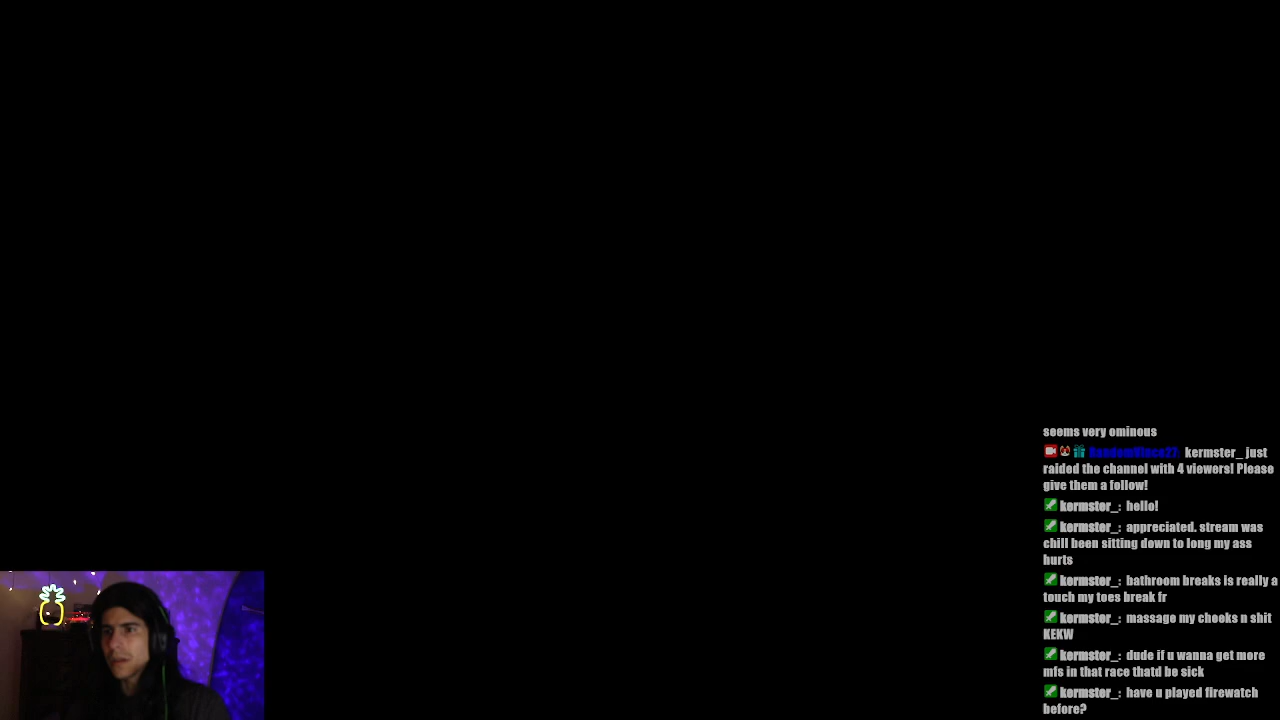 seems very ominous
RandomBlaca27: kermster_ just
raided the channel with 4 viewers! Please
give them a follow!
kermster_: hello!
kermster_: appreciated. stream was
chill been sitting down to long my ass
hurts
kermster_: bathroom breaks is really a
touch my toes break fr
kermster_: massage my cheeks n shit
KEKW
kermster_: dude if u wanna get more
mfs in that race thatd be sick
kermster_: have u played firewatch
before?